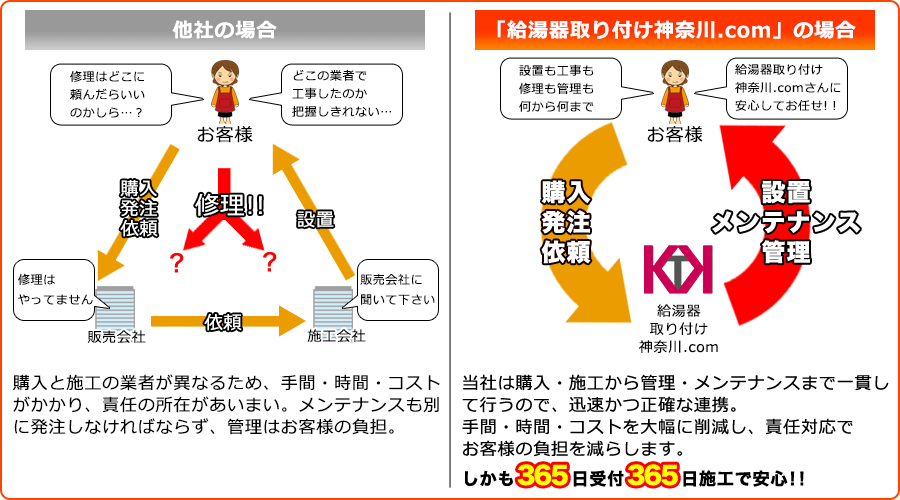 他社の場合
修理はどこに
頼んだらいい
のかしら…？
どこの業者で
工事したのか
把握しきれない…
お客様
購入
発注
依頼
修理!!
設置
？
？
修理は
やってません
販売会社に
聞いて下さい
販売会社
依頼
施工会社
購入と施工の業者が異なるため、手間・時間・コスト
がかかり、責任の所在があいまい。メンテナンスも別
に発注しなければならず、管理はお客様の負担。
「給湯器取り付け神奈川.com」の場合
設置も工事も
修理も管理も
何から何まで
給湯器取り付け
神奈川.comさんに
安心してお任せ!!
お客様
購入
発注
依頼
設置
メンテナンス
管理
KTK
給湯器
取り付け
神奈川.com
当社は購入・施工から管理・メンテナンスまで一貫し
て行うので、迅速かつ正確な連携。
手間・時間・コストを大幅に削減し、責任対応で
お客様の負担を減らします。
しかも365日受付365日施工で安心!!